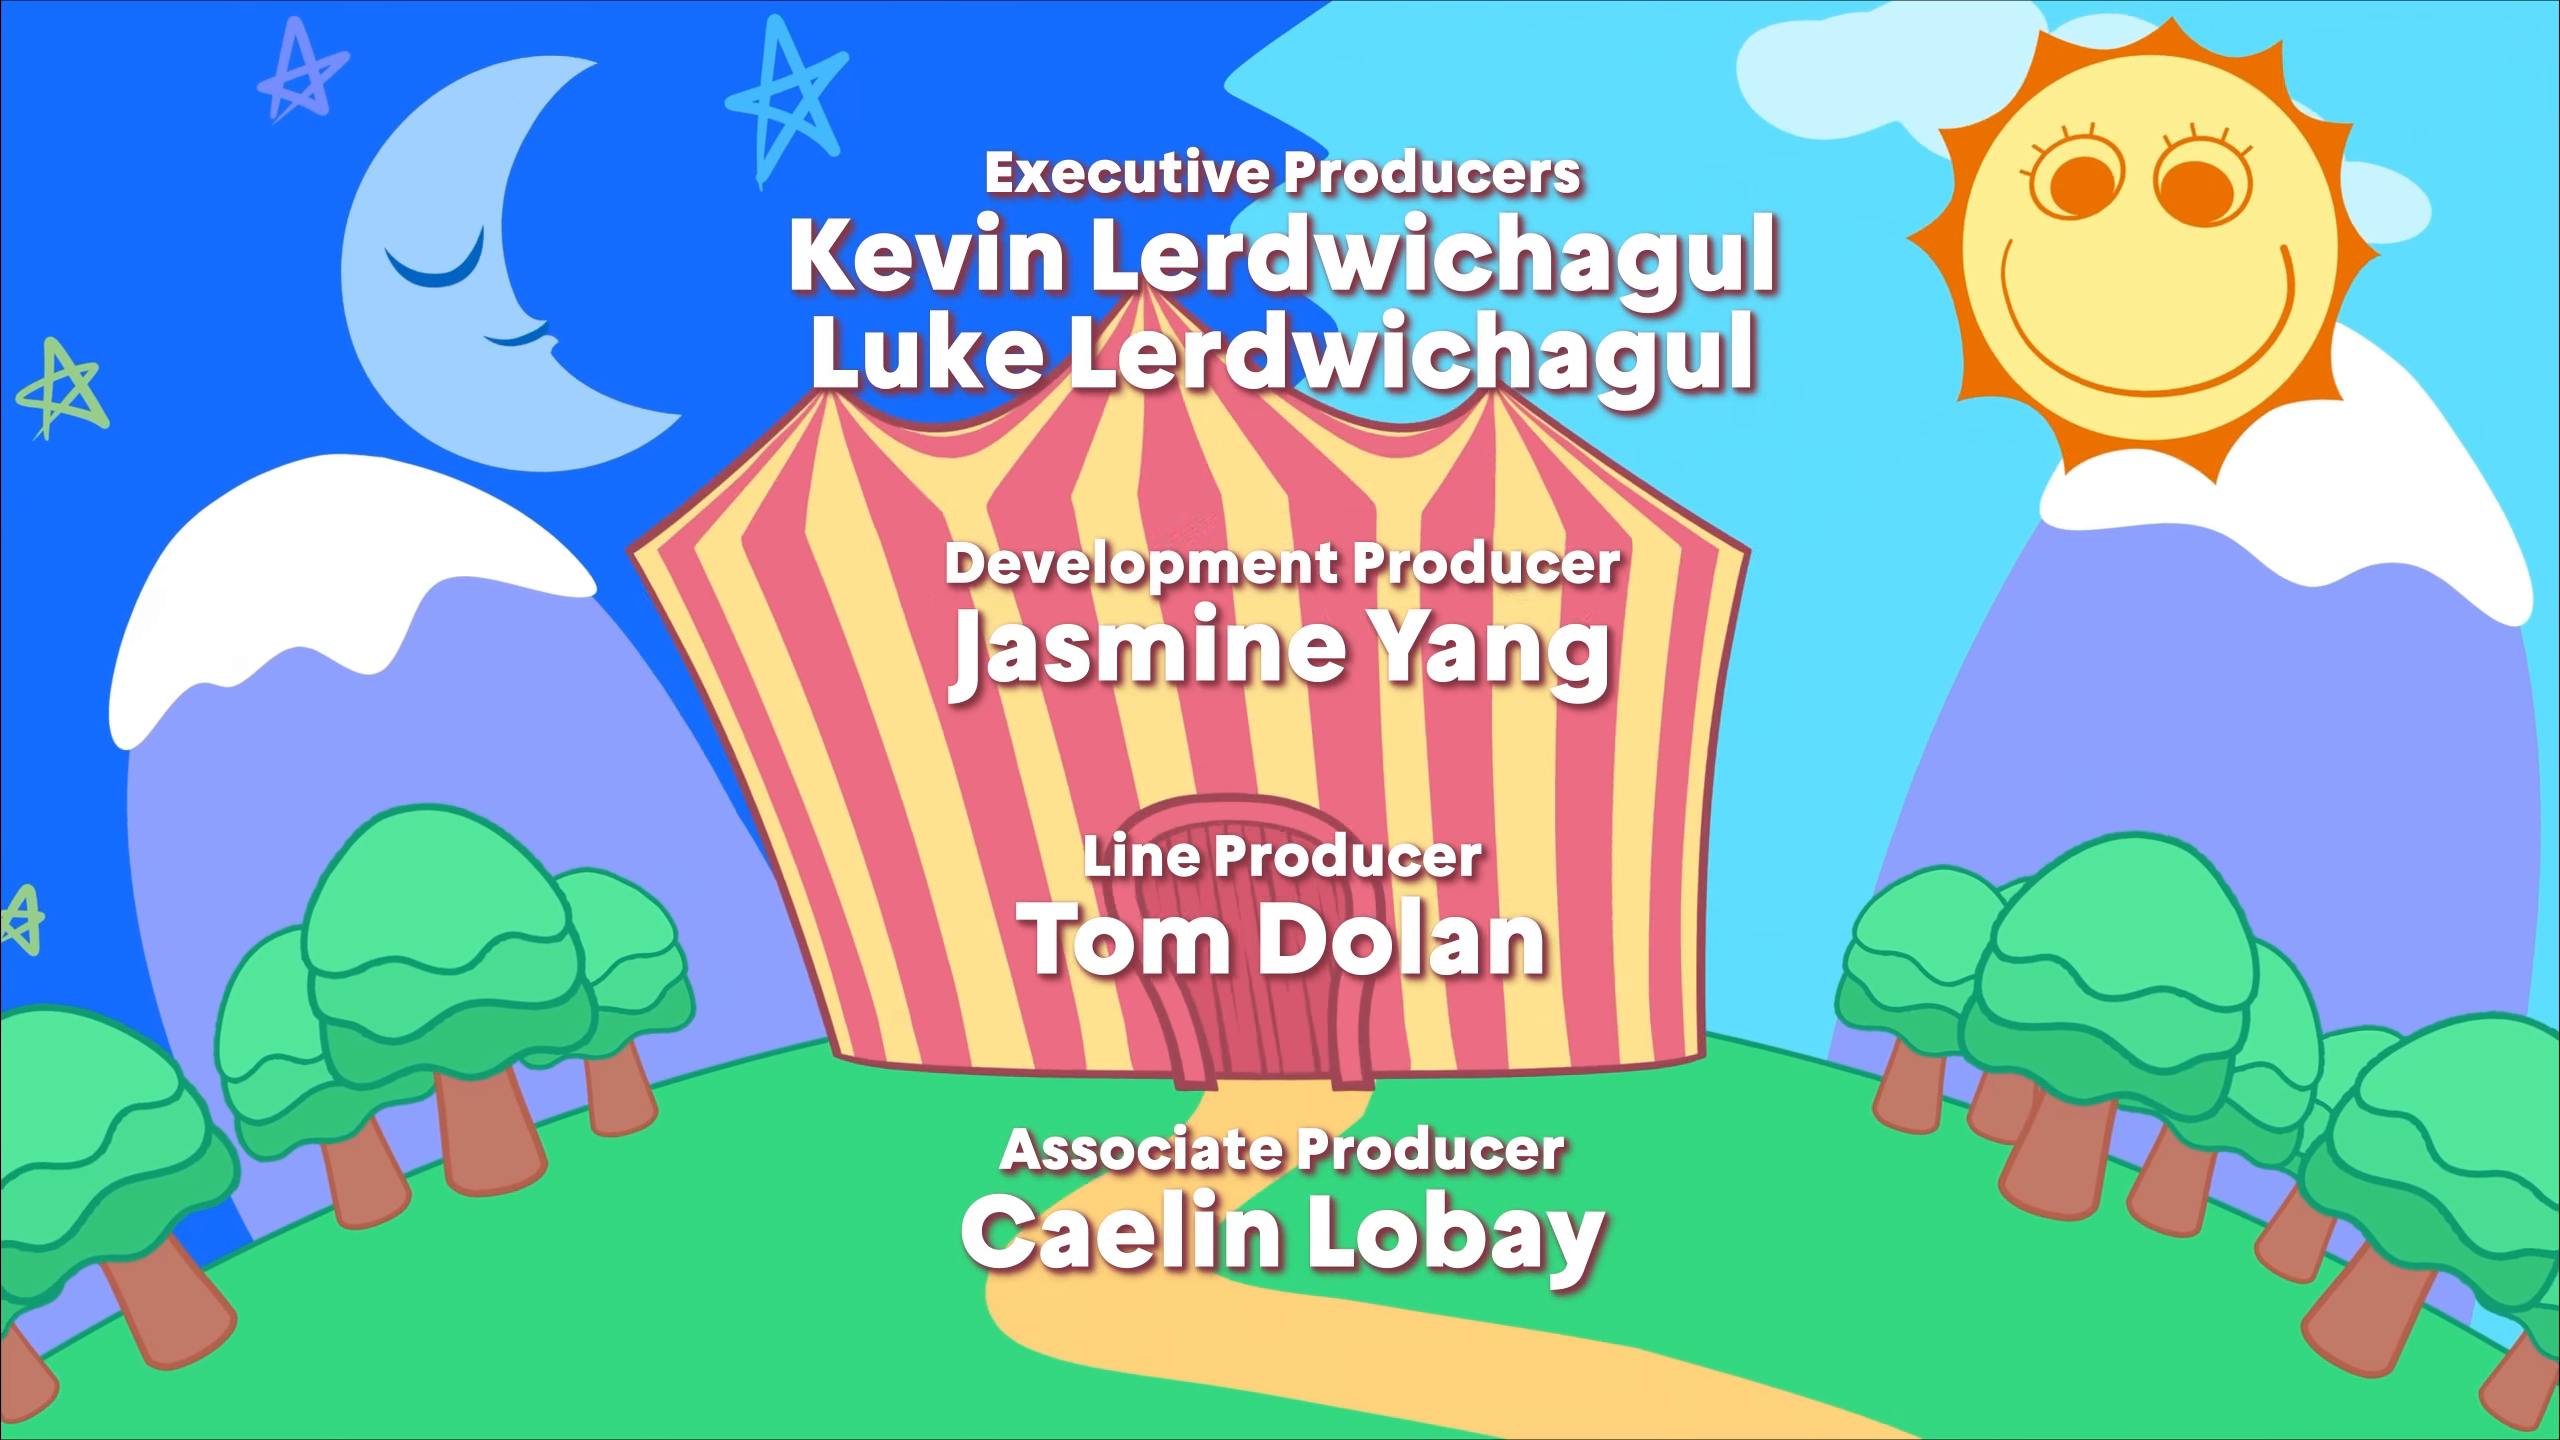 Executive Producers
Kevin Lerdwichagul
Luke Lerdwichagul
Development Producer
Jasmine Yang
Line Producer
Tom Dolan
Associate Producer
Caelin Lobay